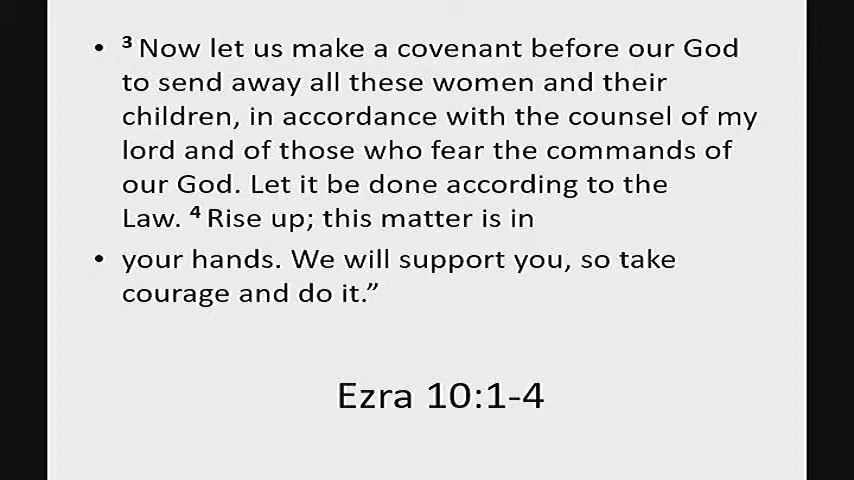 • ³ Now let us make a covenant before our God
to send away all these women and their
children, in accordance with the counsel of my
lord and of those who fear the commands of
our God. Let it be done according to the
Law. ⁴ Rise up; this matter is in
• your hands. We will support you, so take
courage and do it.”
Ezra 10:1-4